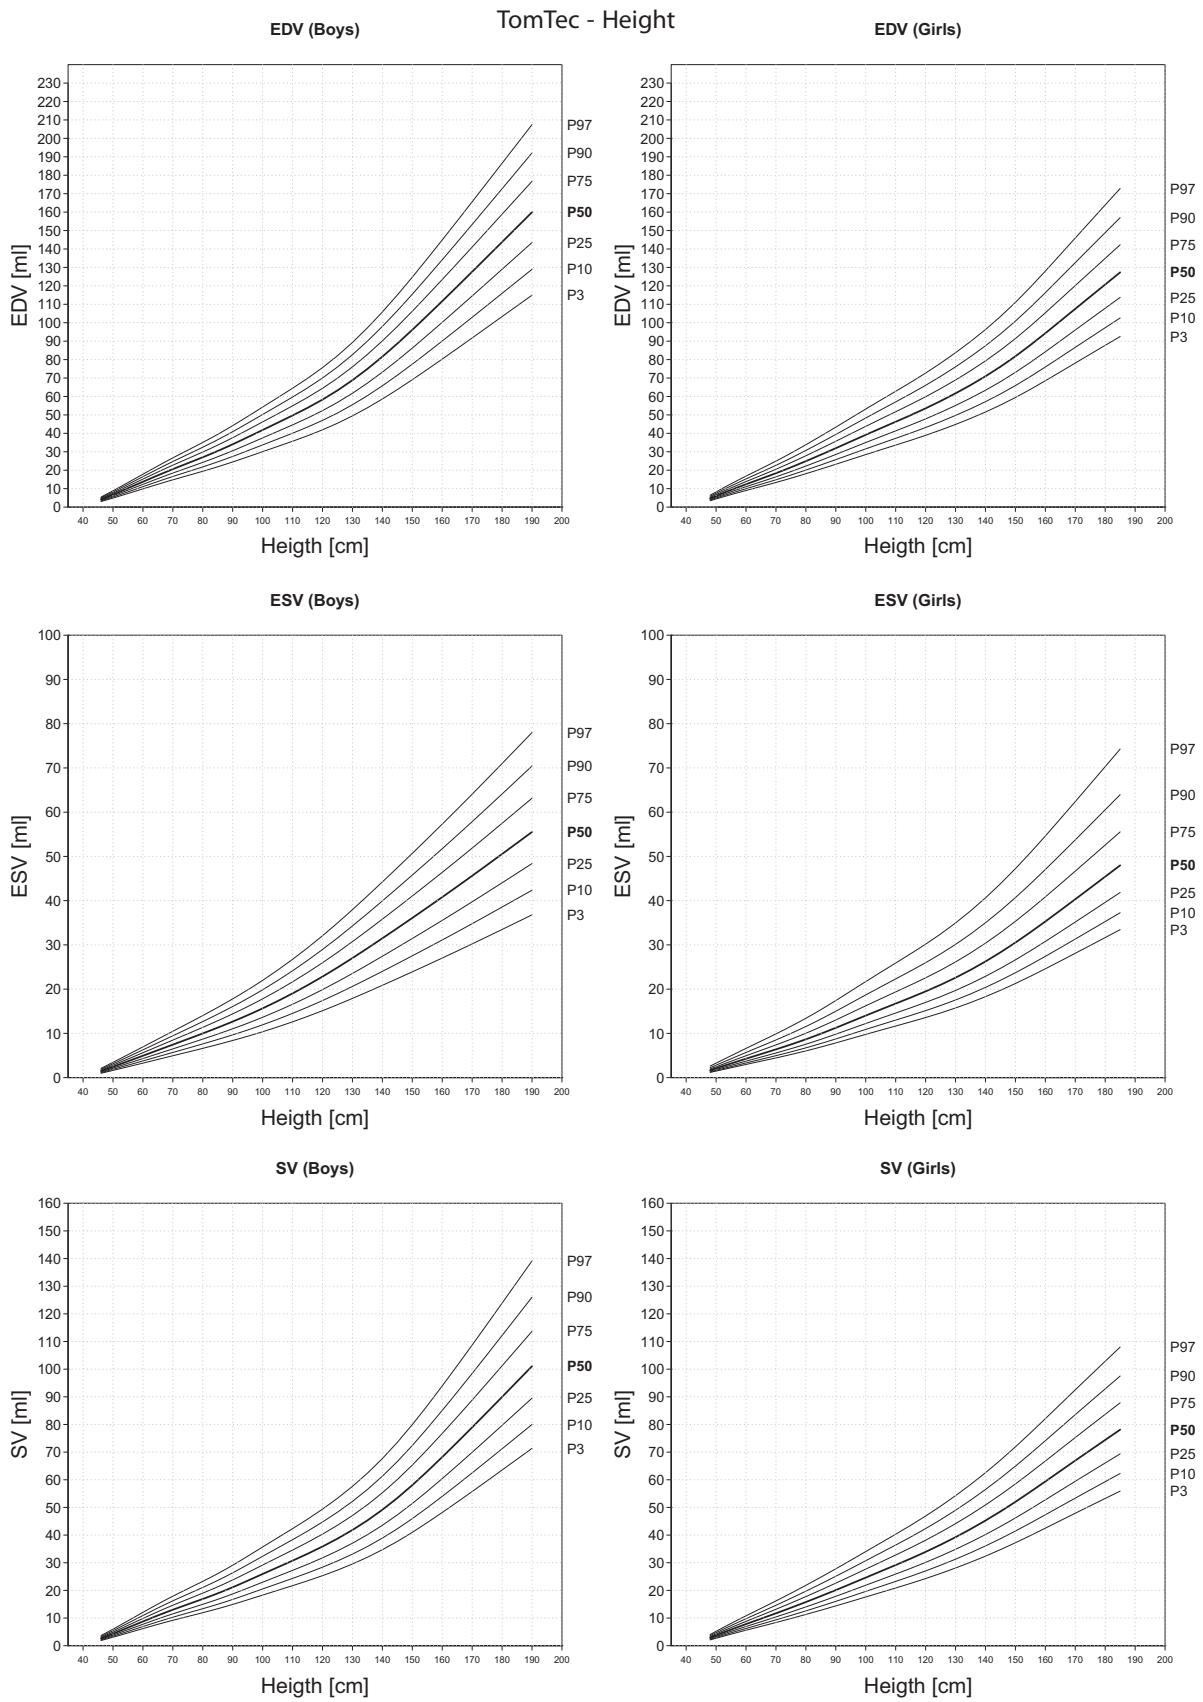 TomTec - Height
EDV (Boys)
EDV (Girls)
EDV [ml]
230
220
210
200
190
180
170
160
150
140
130
120
110
100
90
80
70
60
50
40
30
20
10
0
P97
P90
P75
P50
P25
P10
P3
40 50 60 70 80 90 100 110 120 130 140 150 160 170 180 190 200
Heigth [cm]
EDV [ml]
230
220
210
200
190
180
170
160
150
140
130
120
110
100
90
80
70
60
50
40
30
20
10
0
P97
P90
P75
P50
P25
P10
P3
40 50 60 70 80 90 100 110 120 130 140 150 160 170 180 190 200
Heigth [cm]
ESV (Boys)
ESV (Girls)
ESV [ml]
100
90
80
70
60
50
40
30
20
10
0
P97
P90
P75
P50
P25
P10
P3
40 50 60 70 80 90 100 110 120 130 140 150 160 170 180 190 200
Heigth [cm]
ESV [ml]
100
90
80
70
60
50
40
30
20
10
0
P97
P90
P75
P50
P25
P10
P3
40 50 60 70 80 90 100 110 120 130 140 150 160 170 180 190 200
Heigth [cm]
SV (Boys)
SV (Girls)
SV [ml]
160
150
140
130
120
110
100
90
80
70
60
50
40
30
20
10
0
P97
P90
P75
P50
P25
P10
P3
40 50 60 70 80 90 100 110 120 130 140 150 160 170 180 190 200
Heigth [cm]
SV [ml]
160
150
140
130
120
110
100
90
80
70
60
50
40
30
20
10
0
P97
P90
P75
P50
P25
P10
P3
40 50 60 70 80 90 100 110 120 130 140 150 160 170 180 190 200
Heigth [cm]